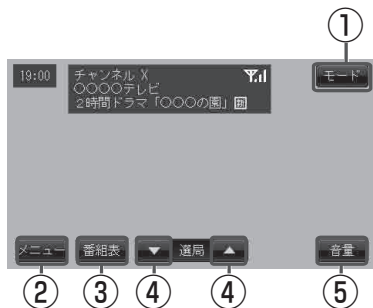 ①
19:00
チャンネル X
○○○○テレビ
2時間ドラマ「○○○の園」新
モード
メニュー
番組表
▼ 選局 ▲
音量
② ③ ④ ④ ⑤